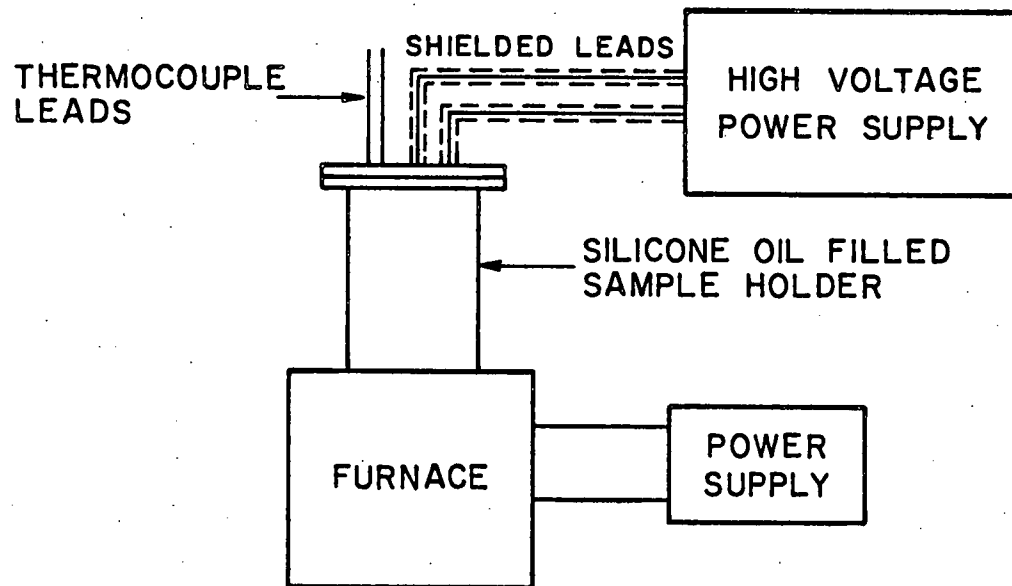 SHIELDED LEADS
THERMOCOUPLE
LEADS
HIGH VOLTAGE
POWER SUPPLY
SILICONE OIL FILLED
SAMPLE HOLDER
FURNACE
POWER
SUPPLY